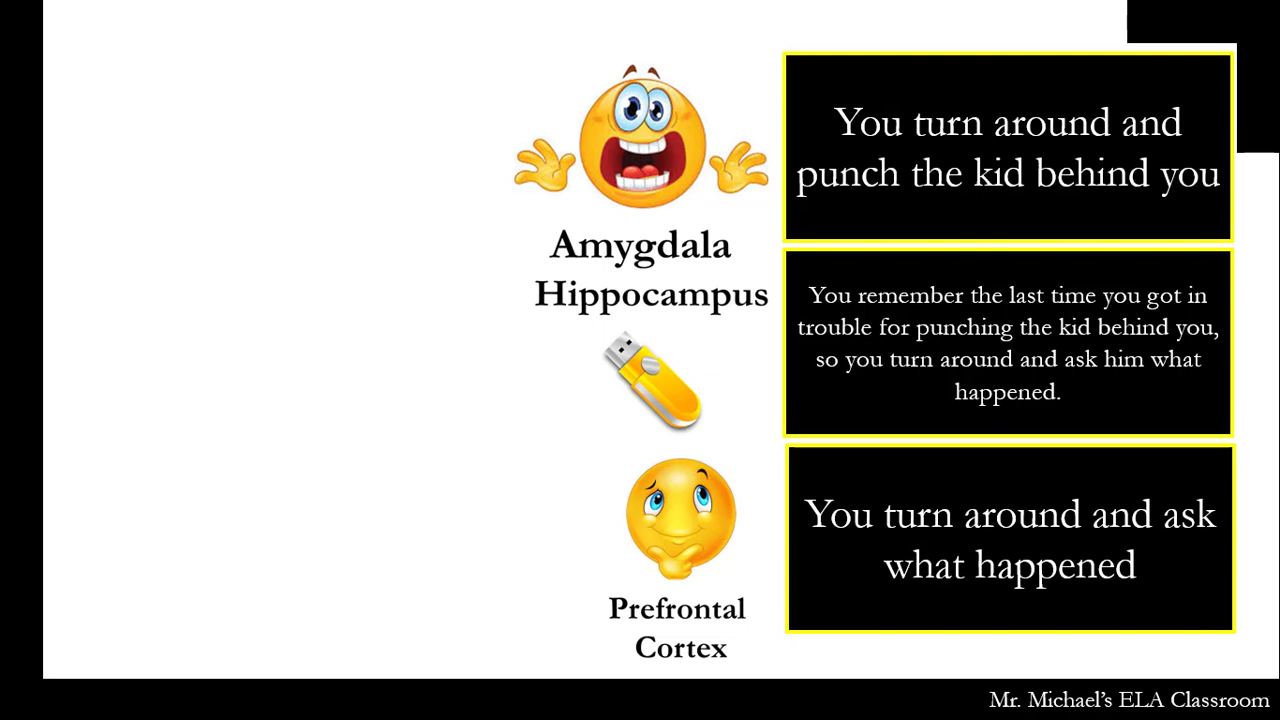 You turn around and
punch the kid behind you
Amygdala
Hippocampus
You remember the last time you got in
trouble for punching the kid behind you,
so you turn around and ask him what
happened.
You turn around and ask
what happened
Prefrontal
Cortex
Mr. Michael's ELA Classroom